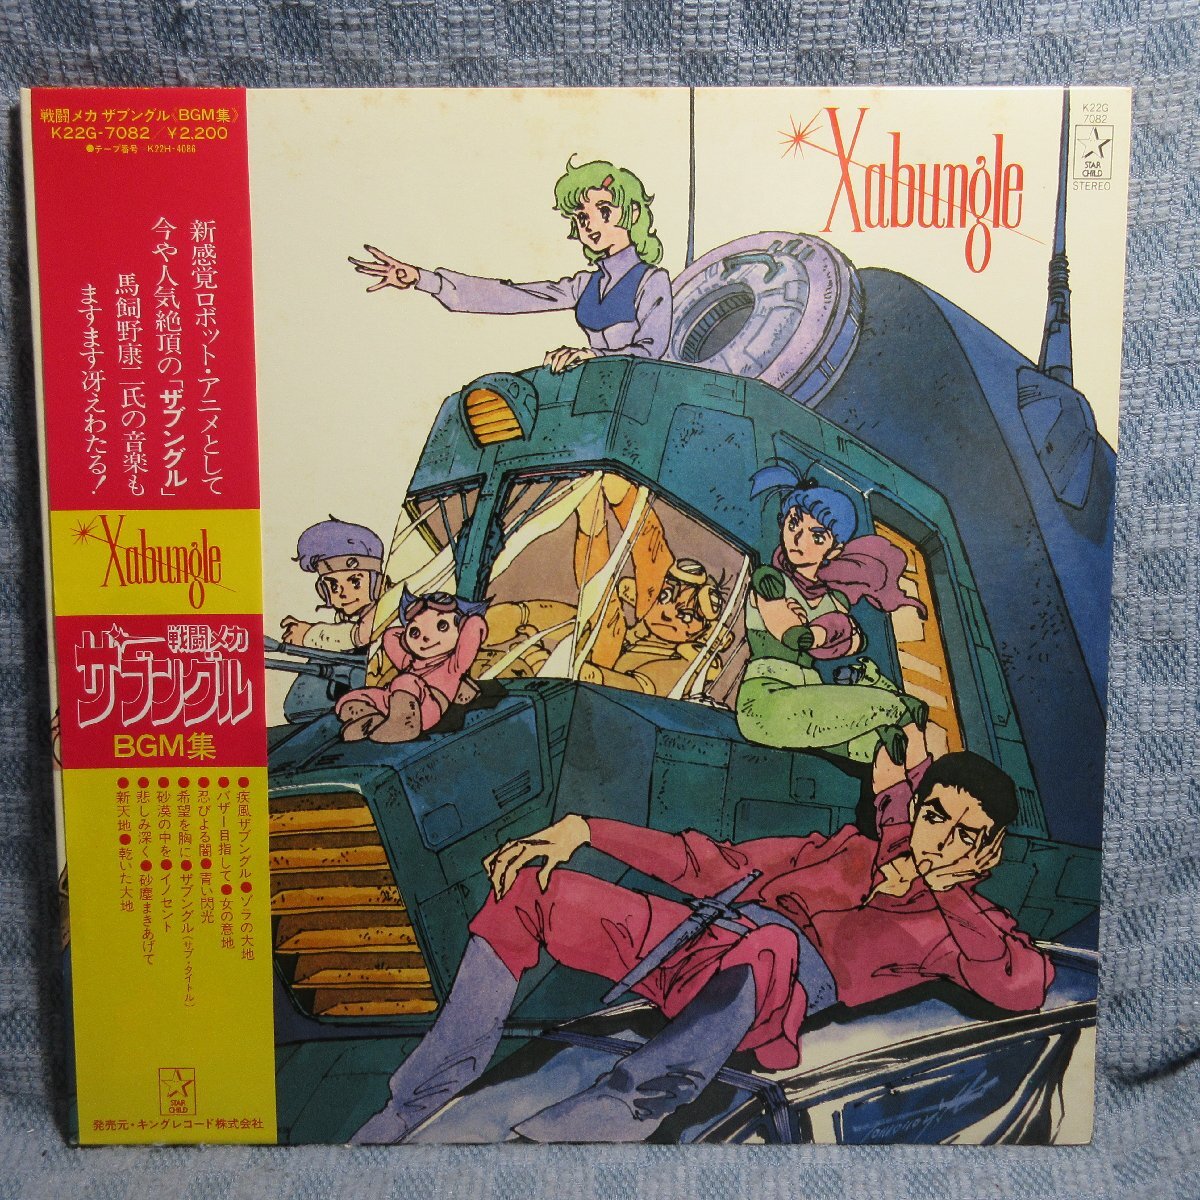 戦闘メカ ザブングル《BGM集》
K22G-7082/¥2,200
●テープ番号 K22H-4086
新感覚ロボット・アニメとして
今や人気絶頂の「ザブングル」
馬飼野康二氏の音楽も
ますます冴えわたる!
Xabungle
戦闘メカ
ザブングル
BGM集
●疾風ザブングル●ゾラの大地
●バザー目指して●女の意地
●忍びよる闇●青い閃光
●希望を胸に●ザブングル(サブ・タイトル)
●砂漠の中を●イノセント
●悲しみ深く●砂塵まきあげて
●新天地●乾いた大地
STAR
CHILD
発売元・キングレコード株式会社
Xabungle
K22G
7082
STAR
CHILD
STEREO